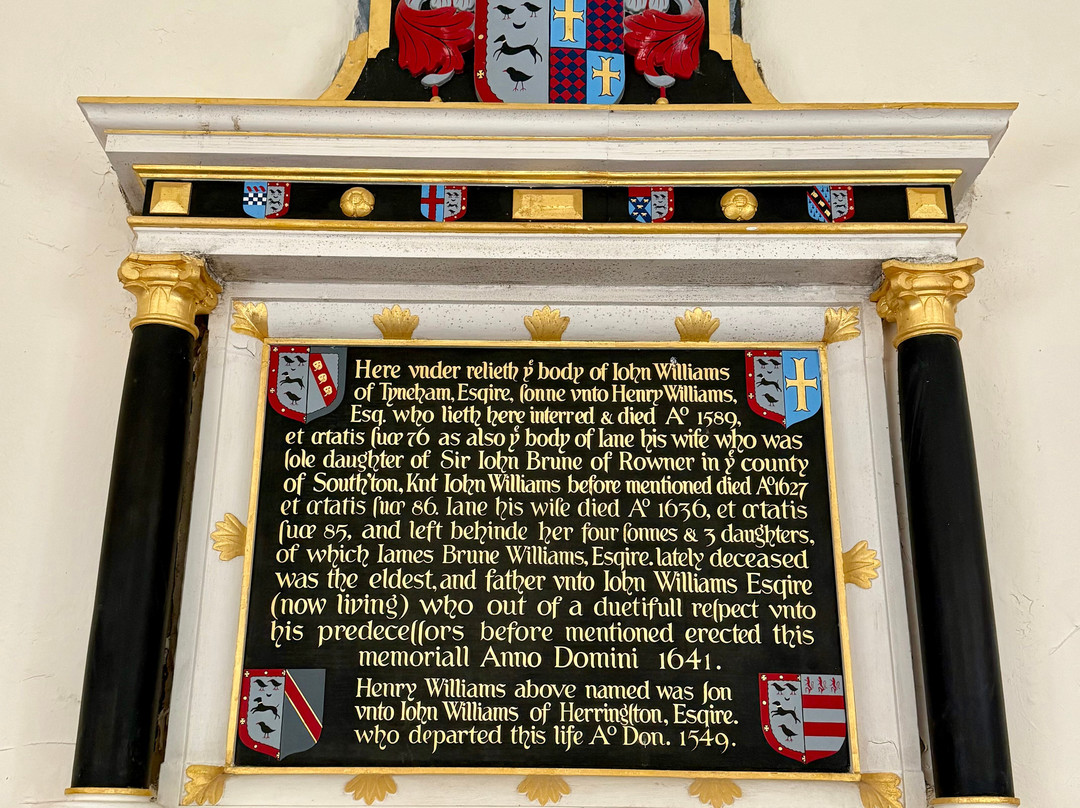 Here vnder relieth yͤ body of Iohn Williams
of Tyneham, Esqire, ſonne vnto Henry Williams,
Esq. who lieth here interred & died Aº 1589,
et ætatis ſuæ 76 as also yͤ body of Iane his wife who was
ſole daughter of Sir Iohn Brune of Rowner in yͤ county
of South'ton, Knt Iohn Williams before mentioned died Aº1627
et ætatis ſuæ 86. Iane his wife died Aº 1636, et ætatis
ſuæ 85, and left behinde her four ſonnes & 3 daughters,
of which Iames Brune Williams, Esqire. lately deceased
was the eldest, and father vnto Iohn Williams Esqire
(now living) who out of a duetifull reſpect vnto
his predeceſſors before mentioned erected this
memoriall Anno Domini 1641.
Henry Williams above named was ſon
vnto Iohn Williams of Herringſton, Esqire.
who departed this life Aº Don. 1549.